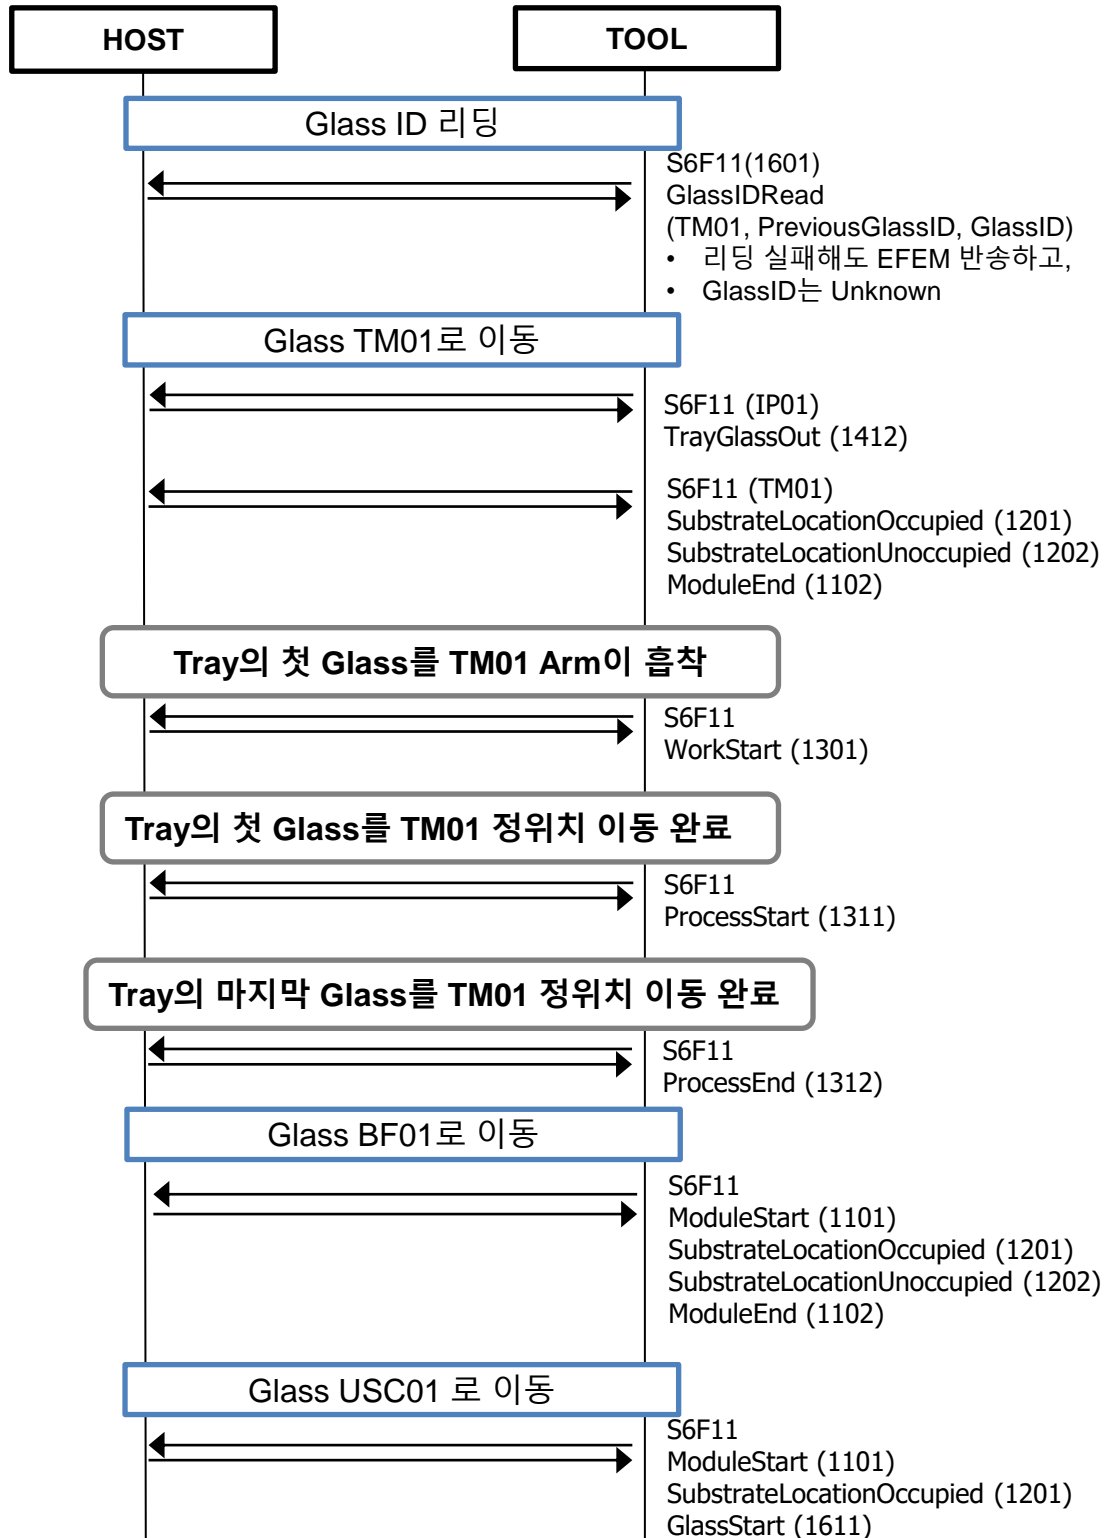 HOST
TOOL
Glass ID 리딩
S6F11(1601)
GlassIDRead
(TM01, PreviousGlassID, GlassID)
• 리딩 실패해도 EFEM 반송하고,
• GlassID는 Unknown
Glass TM01로 이동
S6F11 (IP01)
TrayGlassOut (1412)
S6F11 (TM01)
SubstrateLocationOccupied (1201)
SubstrateLocationUnoccupied (1202)
ModuleEnd (1102)
Tray의 첫 Glass를 TM01 Arm이 흡착
S6F11
WorkStart (1301)
Tray의 첫 Glass를 TM01 정위치 이동 완료
S6F11
ProcessStart (1311)
Tray의 마지막 Glass를 TM01 정위치 이동 완료
S6F11
ProcessEnd (1312)
Glass BF01로 이동
S6F11
ModuleStart (1101)
SubstrateLocationOccupied (1201)
SubstrateLocationUnoccupied (1202)
ModuleEnd (1102)
Glass USC01 로 이동
S6F11
ModuleStart (1101)
SubstrateLocationOccupied (1201)
GlassStart (1611)